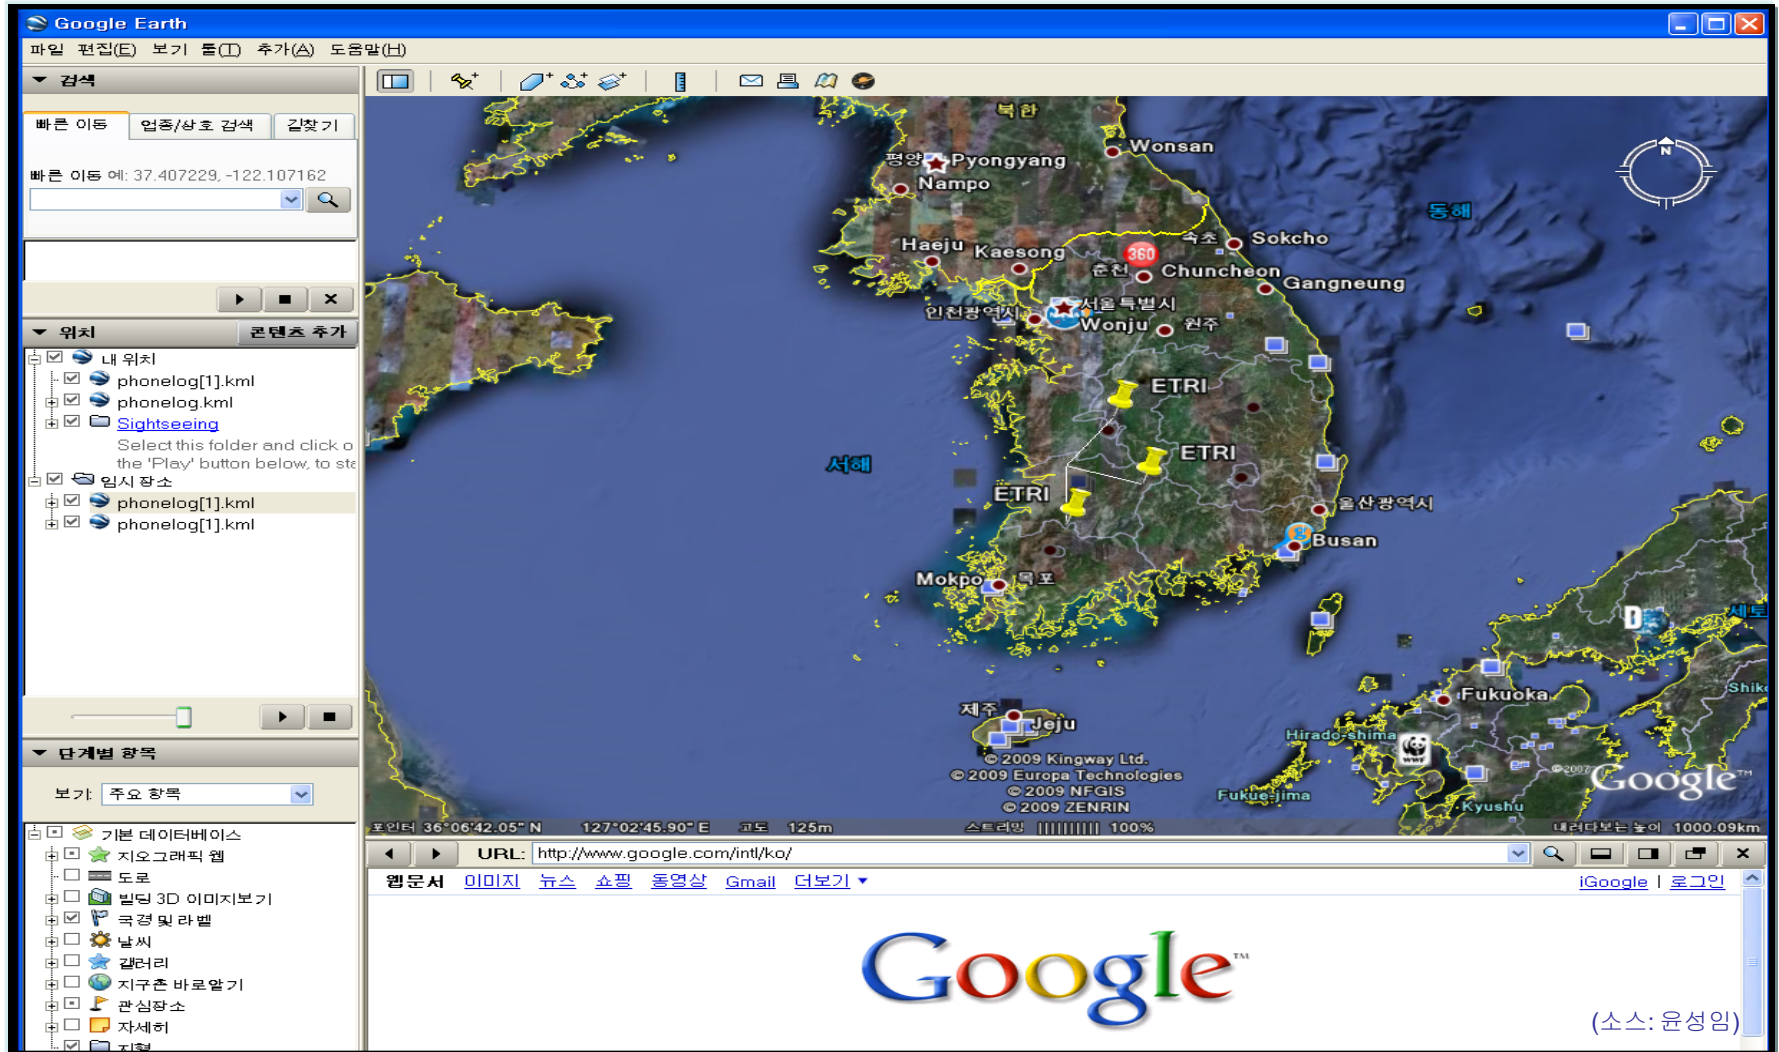 Google Earth
파일 편집(E) 보기 툴(T) 추가(A) 도움말(H)
검색
빠른 이동 업종/상호 검색 길찾기
빠른 이동 예: 37.407229, -122.107162
위치 콘텐츠 추가
내 위치
phonelog[1].kml
phonelog.kml
Sightseeing
Select this folder and click o
the 'Play' button below, to sta
임시 장소
phonelog[1].kml
phonelog[1].kml
단계별 항목
보기: 주요 항목
기본 데이터베이스
지오그래픽 웹
도로
빌딩 3D 이미지보기
국경 및 라벨
날씨
갤러리
지구촌 바로알기
관심장소
자세히
지형
북한
N
Wonsan
평양 Pyongyang
Nampo
동해
Haeju
Kaesong
속초 Sokcho
360
춘천 Chuncheon
Gangneung
서울특별시
인천광역시
Wonju 원주
ETRI
ETRI
서해
ETRI
울산광역시
Busan
Mokpo 목포
세토
D
Fukuoka
Shik
제주 Jeju
Hirado-shima
WWF
© 2009 Kingway Ltd.
© 2009 Europa Technologies
© 2009 NFGIS
© 2009 ZENRIN
©2007 Google™
Fukue-jima
Kyushu
포인터 36°06'42.05" N 127°02'45.90" E 고도 125m 스트리밍 |||||||||| 100% 내려다보는 높이 1000.09km
URL: http://www.google.com/intl/ko/
웹문서 이미지 뉴스 쇼핑 동영상 Gmail 더보기 ▼ iGoogle | 로그인
Google™
(소스: 윤성임)